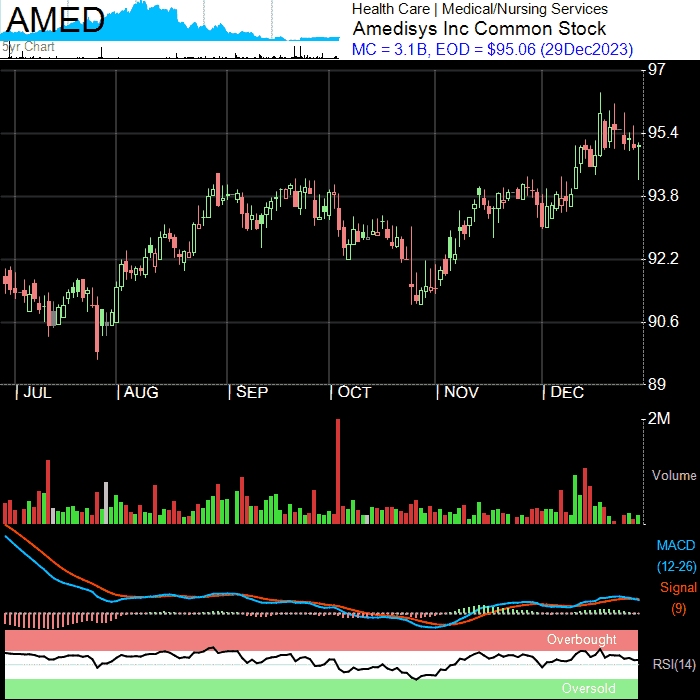 AMED
5yr Chart
Health Care | Medical/Nursing Services
Amedisys Inc Common Stock
MC = 3.1B, EOD = $95.06 (29Dec2023)
97
95.4
93.8
92.2
90.6
89
| JUL | AUG | SEP | OCT | NOV | DEC
2M
Volume
MACD
(12-26)
Signal
(9)
Overbought
RSI(14)
Oversold